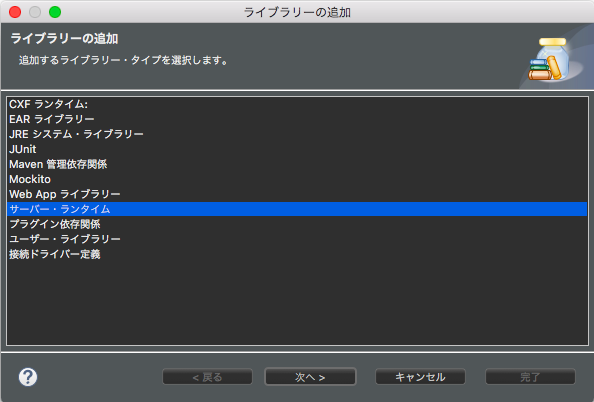 ライブラリーの追加
ライブラリーの追加
追加するライブラリー・タイプを選択します。
CXF ランタイム:
EAR ライブラリー
JRE システム・ライブラリー
JUnit
Maven 管理依存関係
Mockito
Web App ライブラリー
サーバー・ランタイム
プラグイン依存関係
ユーザー・ライブラリー
接続ドライバー定義
?
< 戻る
次へ >
キャンセル
完了